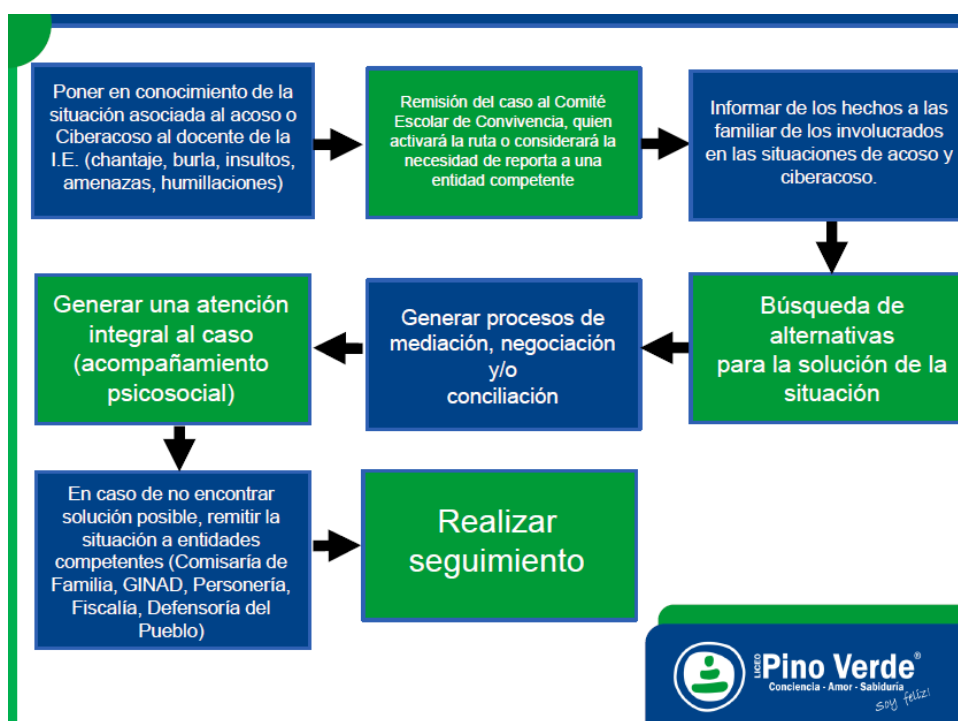 Poner en conocimiento de la
situación asociada al acoso o
Ciberacoso al docente de la
I.E. (chantaje, burla, insultos,
amenazas, humillaciones)
Remisión del caso al Comité
Escolar de Convivencia, quien
activará la ruta o considerará la
necesidad de reporta a una
entidad competente
Informar de los hechos a las
familiar de los involucrados
en las situaciones de acoso y
ciberacoso.
Búsqueda de
alternativas
para la solución de la
situación
Generar procesos de
mediación, negociación
y/o
conciliación
Generar una atención
integral al caso
(acompañamiento
psicosocial)
En caso de no encontrar
solución posible, remitir la
situación a entidades
competentes (Comisaría de
Familia, GINAD, Personería,
Fiscalía, Defensoría del
Pueblo)
Realizar
seguimiento
LICEO
Pino Verde®
Conciencia - Amor - Sabiduría
soy feliz!